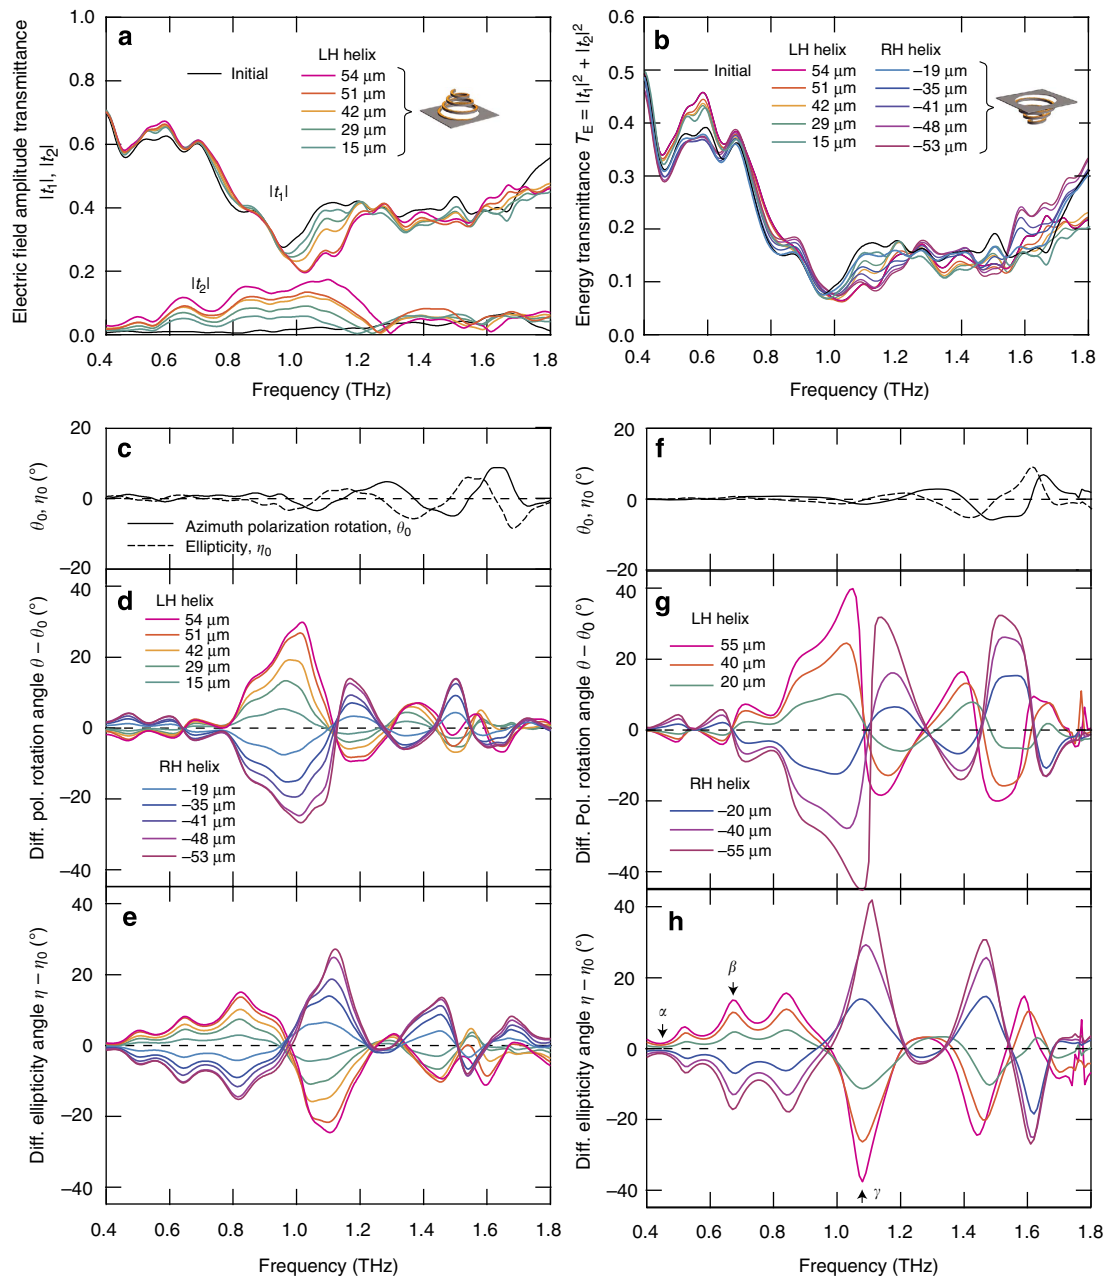 a
Electric field amplitude transmittance
|t1|, |t2|
1.0
0.8
0.6
0.4
0.2
0.0
Initial
LH helix
54 μm
51 μm
42 μm
29 μm
15 μm
|t1|
|t2|
0.4 0.6 0.8 1.0 1.2 1.4 1.6 1.8
Frequency (THz)
b
Energy transmittance TE = |t1|2 + |t2|2
0.6
0.5
0.4
0.3
0.2
0.1
0.0
Initial
LH helix
54 μm
51 μm
42 μm
29 μm
15 μm
RH helix
–19 μm
–35 μm
–41 μm
–48 μm
–53 μm
0.4 0.6 0.8 1.0 1.2 1.4 1.6 1.8
Frequency (THz)
c
θ0, η0 (°)
20
0
–20
Azimuth polarization rotation, θ0
Ellipticity, η0
d
Diff. pol. rotation angle θ – θ0 (°)
40
20
0
–20
–40
LH helix
54 μm
51 μm
42 μm
29 μm
15 μm
RH helix
–19 μm
–35 μm
–41 μm
–48 μm
–53 μm
e
Diff. ellipticity angle η – η0 (°)
40
20
0
–20
–40
0.4 0.6 0.8 1.0 1.2 1.4 1.6 1.8
Frequency (THz)
f
θ0, η0 (°)
20
0
–20
g
Diff. Pol. rotation angle θ – θ0 (°)
40
20
0
–20
–40
LH helix
55 μm
40 μm
20 μm
RH helix
–20 μm
–40 μm
–55 μm
h
Diff. ellipticity angle η – η0 (°)
40
20
0
–20
–40
α
β
γ
0.4 0.6 0.8 1.0 1.2 1.4 1.6 1.8
Frequency (THz)